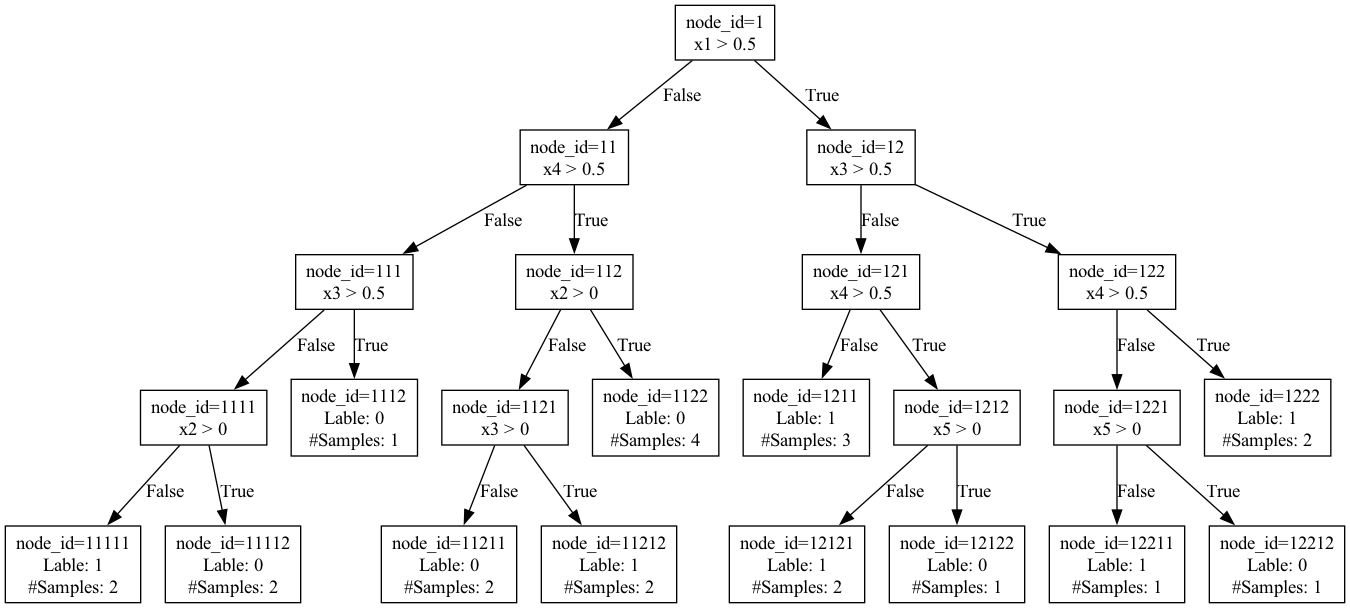 node_id=1
x1 > 0.5
False
True
node_id=11
x4 > 0.5
node_id=12
x3 > 0.5
False
True
False
True
node_id=111
x3 > 0.5
node_id=112
x2 > 0
node_id=121
x4 > 0.5
node_id=122
x4 > 0.5
False
True
False
True
False
True
False
True
node_id=1111
x2 > 0
node_id=1112
Lable: 0
#Samples: 1
node_id=1121
x3 > 0
node_id=1122
Lable: 0
#Samples: 4
node_id=1211
Lable: 1
#Samples: 3
node_id=1212
x5 > 0
node_id=1221
x5 > 0
node_id=1222
Lable: 1
#Samples: 2
False
True
False
True
False
True
False
True
node_id=11111
Lable: 1
#Samples: 2
node_id=11112
Lable: 0
#Samples: 2
node_id=11211
Lable: 0
#Samples: 2
node_id=11212
Lable: 1
#Samples: 2
node_id=12121
Lable: 1
#Samples: 2
node_id=12122
Lable: 0
#Samples: 1
node_id=12211
Lable: 1
#Samples: 1
node_id=12212
Lable: 0
#Samples: 1